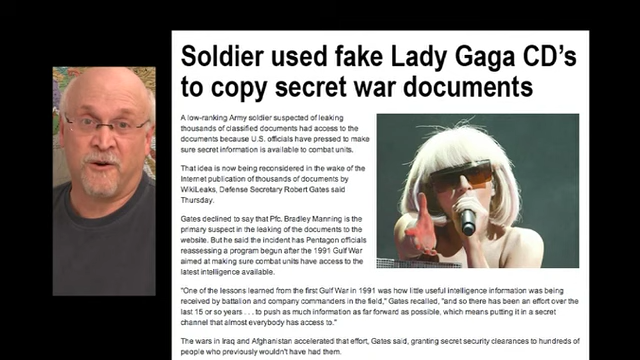 Soldier used fake Lady Gaga CD's
to copy secret war documents
A low-ranking Army soldier suspected of leaking
thousands of classified documents had access to the
documents because U.S. officials have pressed to make
sure secret information is available to combat units.
That idea is now being reconsidered in the wake of the
Internet publication of thousands of documents by
WikiLeaks, Defense Secretary Robert Gates said
Thursday.
Gates declined to say that Pfc. Bradley Manning is the
primary suspect in the leaking of the documents to the
website. But he said the incident has Pentagon officials
reassessing a program begun after the 1991 Gulf War
aimed at making sure combat units have access to the
latest intelligence available.
"One of the lessons learned from the first Gulf War in 1991 was how little useful intelligence information was being
received by battalion and company commanders in the field," Gates recalled, "and so there has been an effort over the
last 15 or so years . . . to push as much information as far forward as possible, which means putting it in a secret
channel that almost everybody has access to."
The wars in Iraq and Afghanistan accelerated that effort, Gates said, granting secret security clearances to hundreds of
people who previously wouldn't have had them.